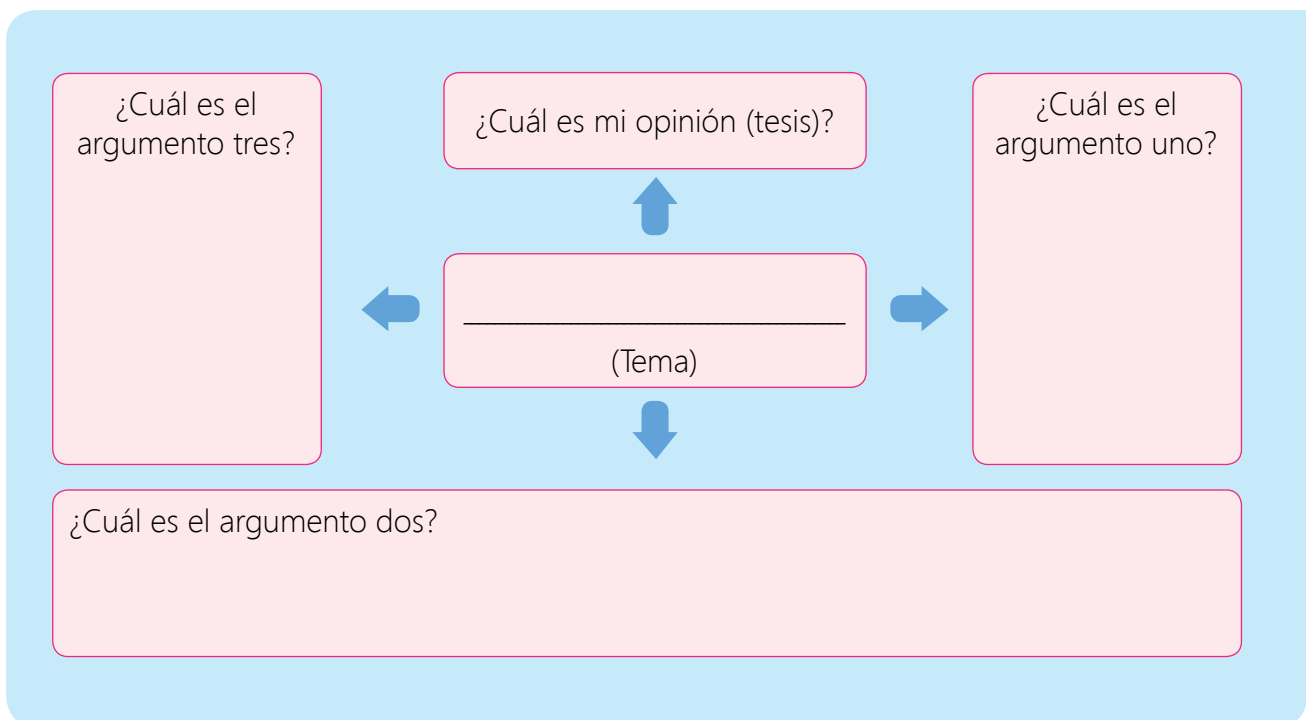 ¿Cuál es el
argumento tres?
¿Cuál es mi opinión (tesis)?
¿Cuál es el
argumento uno?
(Tema)
¿Cuál es el argumento dos?